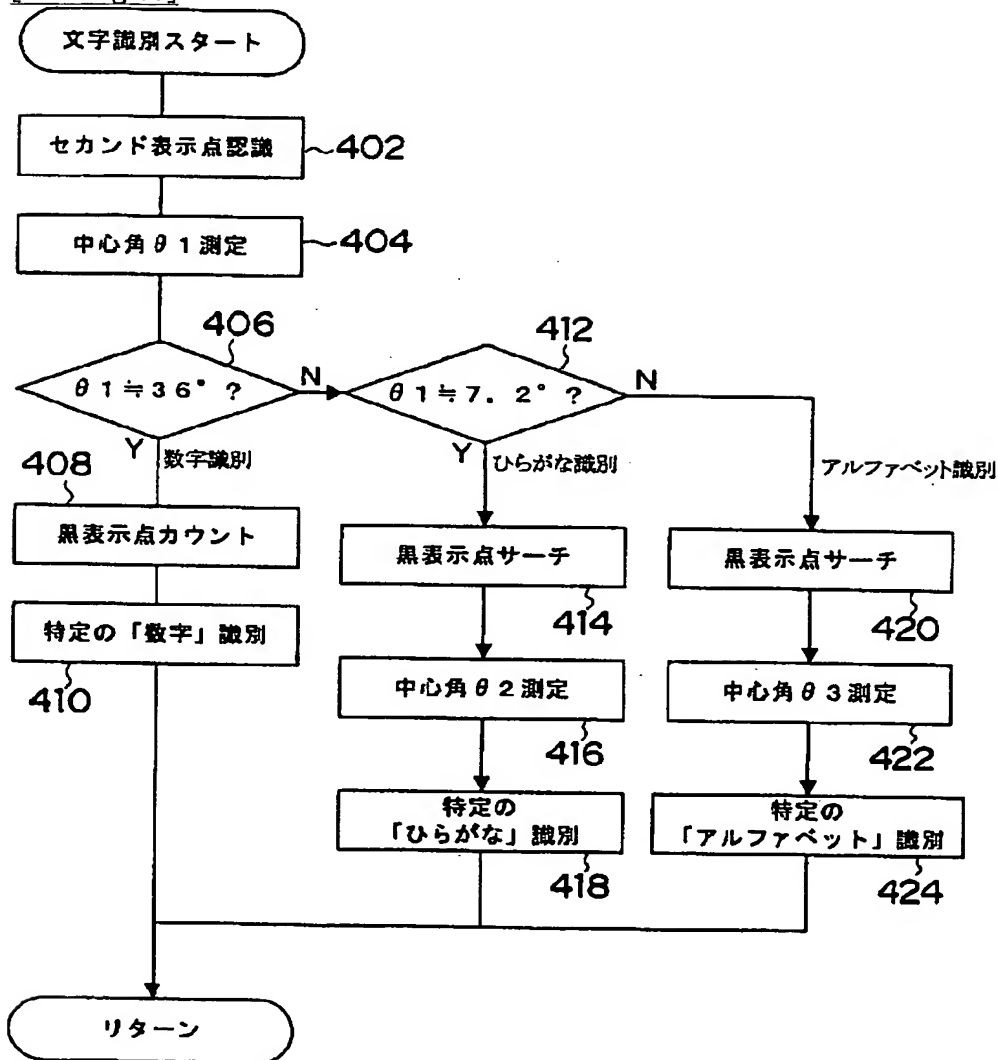 文字識別スタート
セカンド表示点認識
402
中心角θ1測定
404
406
θ1≒36°?
N
412
θ1≒7.2°?
N
Y
数字識別
Y
ひらがな識別
アルファベット識別
408
黒表示点カウント
黒表示点サーチ
414
黒表示点サーチ
420
特定の「数字」識別
410
中心角θ2測定
416
中心角θ3測定
422
特定の
「ひらがな」識別
418
特定の
「アルファベット」識別
424
リターン